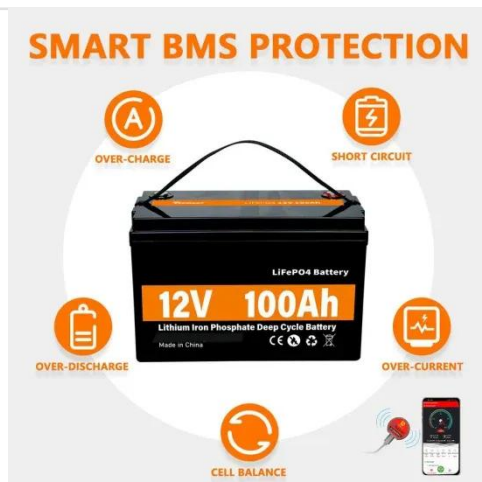 SMART BMS PROTECTION
OVER-CHARGE
SHORT CIRCUIT
LiFePO4 Battery
12V 100Ah
Lithium Iron Phosphate Deep Cycle Battery
Made in China
CE
OVER-DISCHARGE
OVER-CURRENT
CELL BALANCE